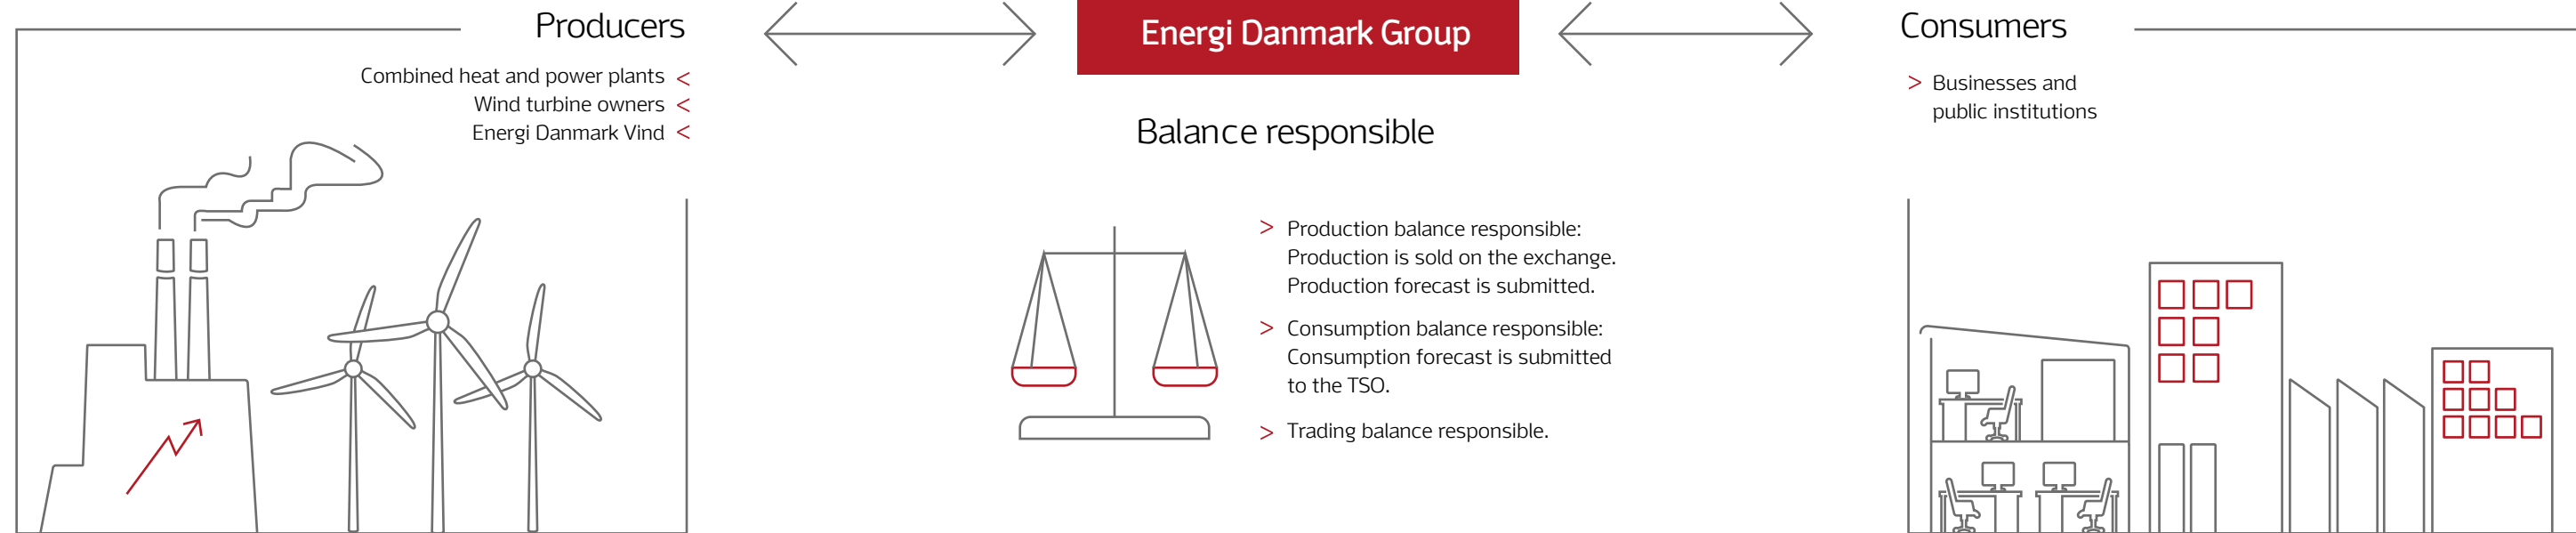 Producers
Combined heat and power plants <
Wind turbine owners <
Energi Danmark Vind <
Energi Danmark Group
Balance responsible
> Production balance responsible:
Production is sold on the exchange.
Production forecast is submitted.
> Consumption balance responsible:
Consumption forecast is submitted
to the TSO.
> Trading balance responsible.
Consumers
> Businesses and
public institutions